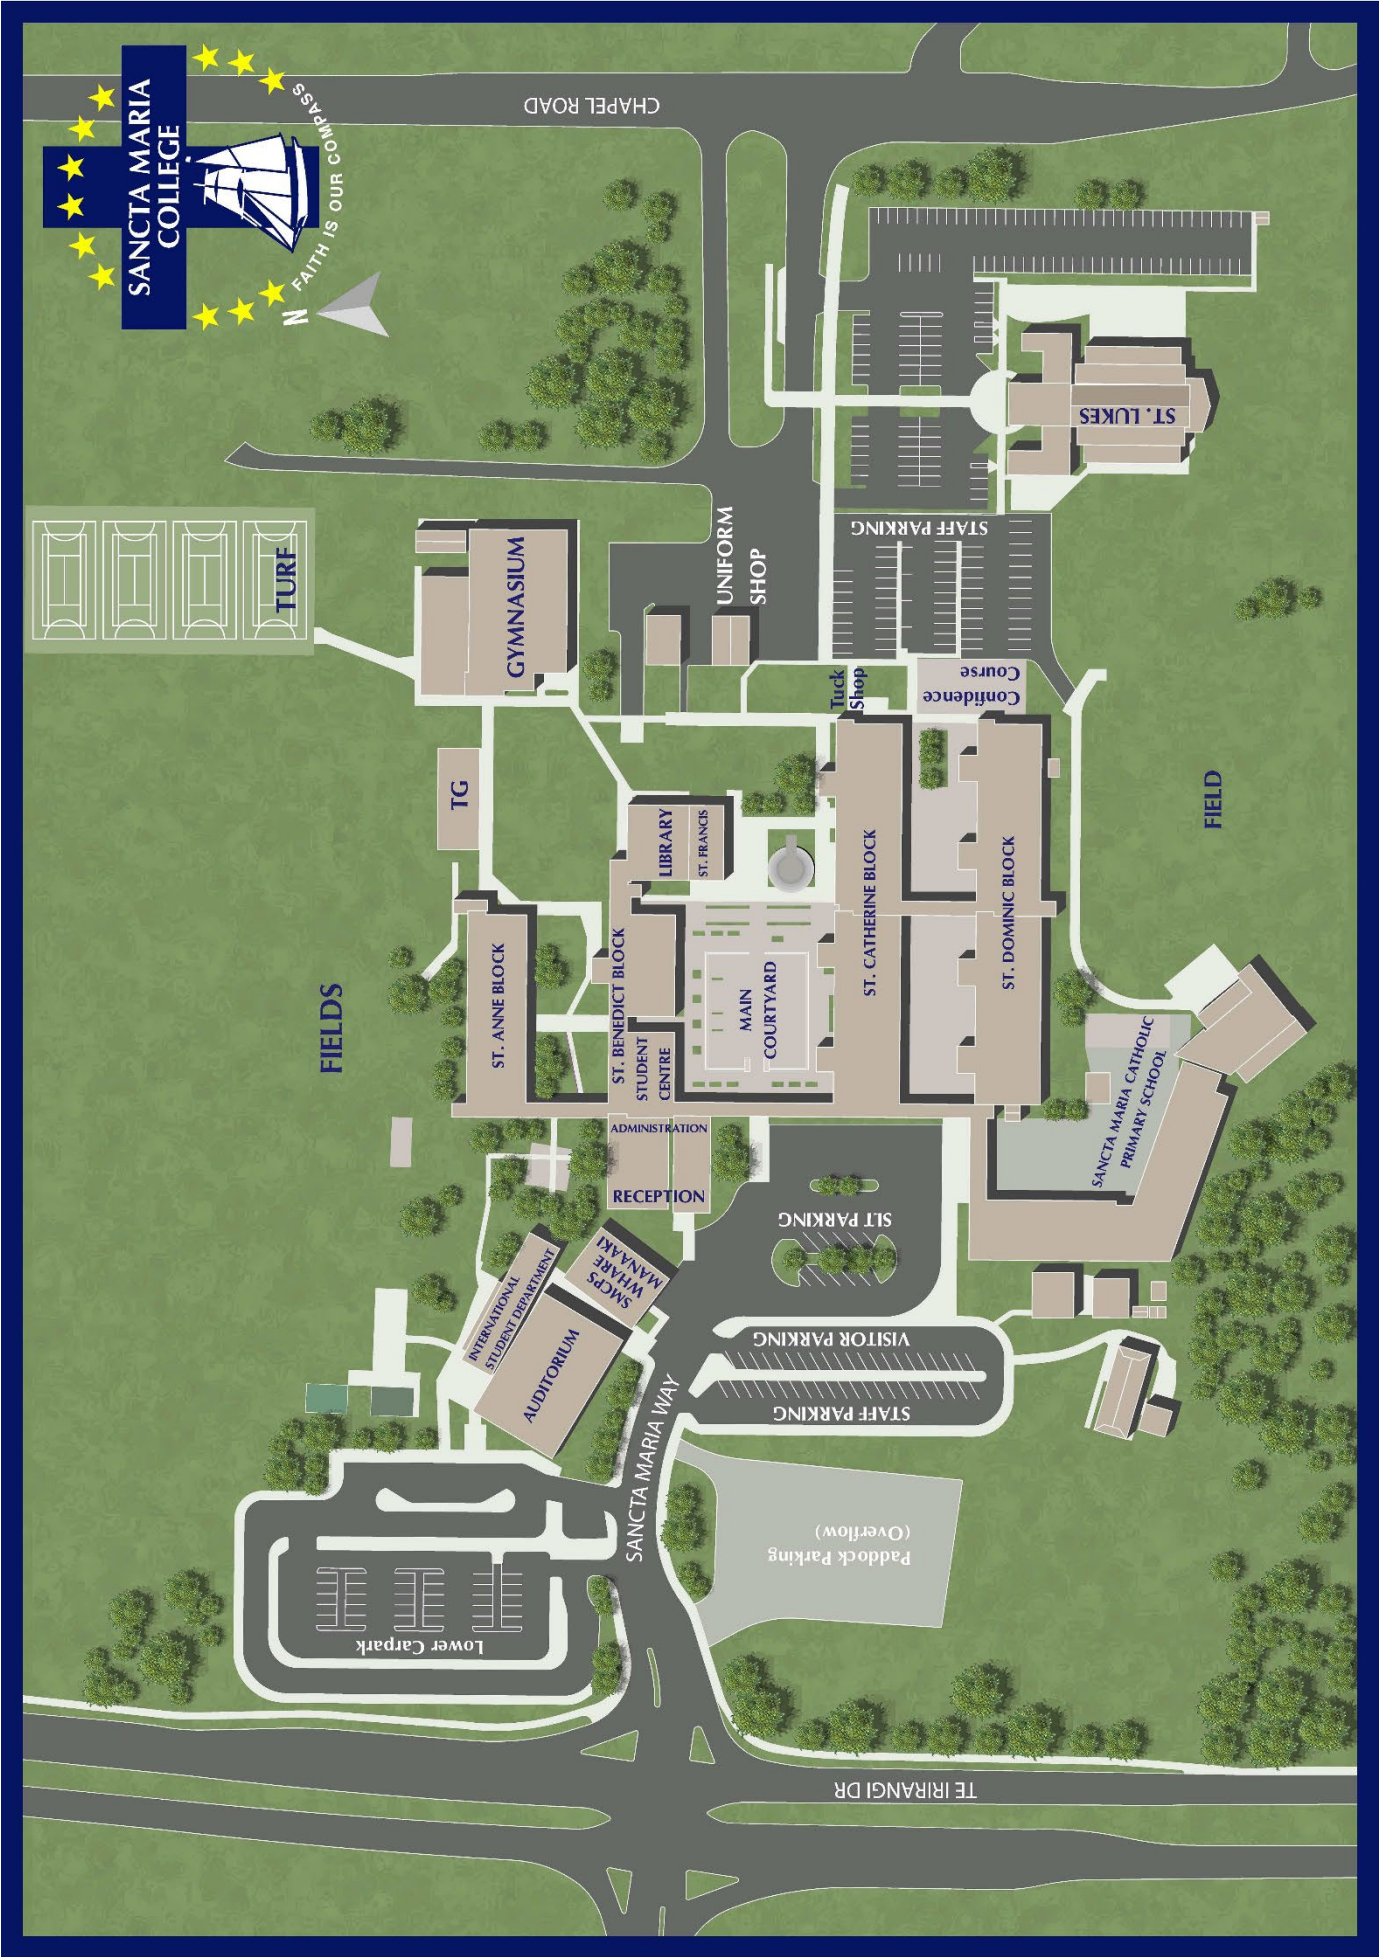 SANCTA MARIA
COLLEGE
FAITH IS OUR COMPASS
N
CHAPEL ROAD
TURF
GYMNASIUM
UNIFORM
SHOP
STAFF PARKING
ST. LUKES
Tuck
Shop
Confidence
Course
TG
LIBRARY
ST. FRANCIS
FIELD
FIELDS
ST. ANNE BLOCK
ST. BENEDICT BLOCK
STUDENT
CENTRE
MAIN
COURTYARD
ST. CATHERINE BLOCK
ST. DOMINIC BLOCK
SANCTA MARIA CATHOLIC
PRIMARY SCHOOL
ADMINISTRATION
RECEPTION
SLT PARKING
SMCPS
WHARE
MANAAKI
INTERNATIONAL
STUDENT DEPARTMENT
AUDITORIUM
VISITOR PARKING
STAFF PARKING
SANCTA MARIA WAY
Paddock Parking
(Overflow)
Lower Carpark
TE IRIRANGI DR